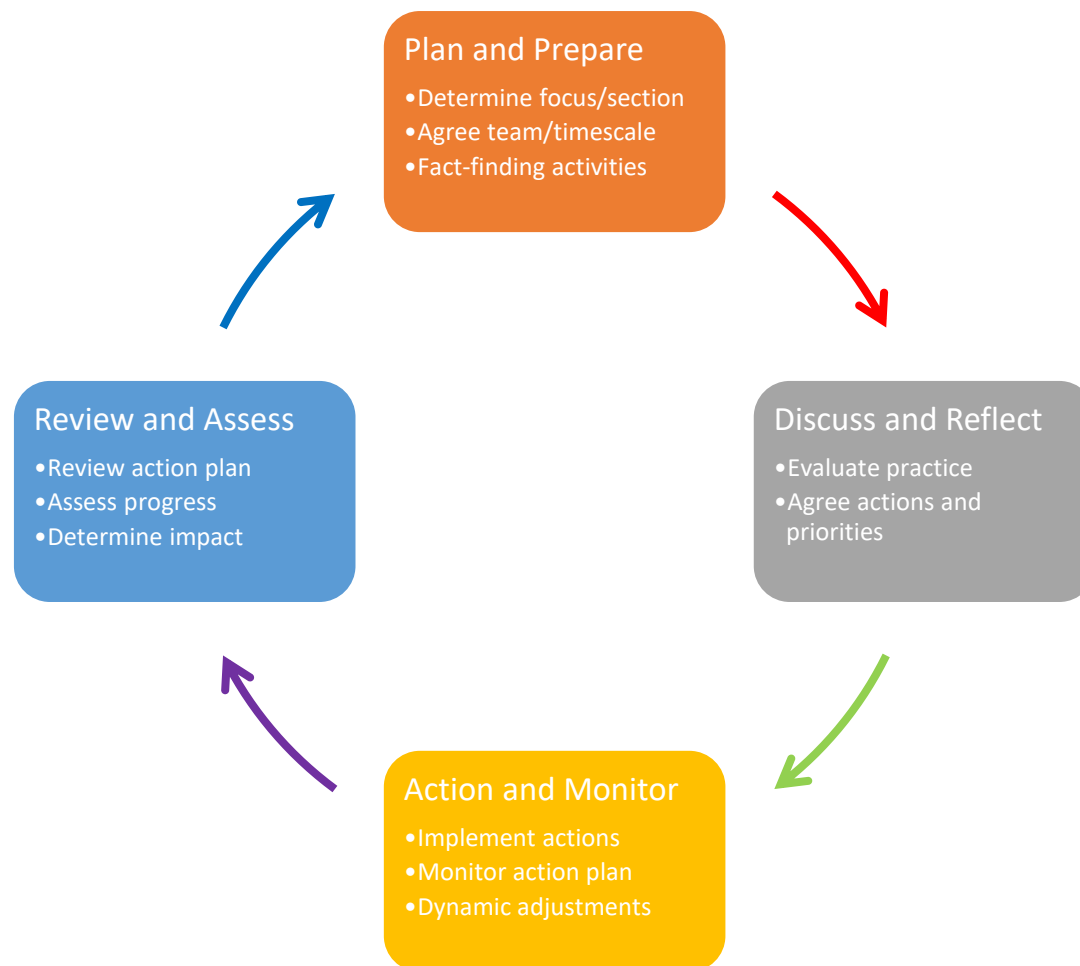 Plan and Prepare
•Determine focus/section
•Agree team/timescale
•Fact-finding activities
Discuss and Reflect
•Evaluate practice
•Agree actions and
priorities
Action and Monitor
•Implement actions
•Monitor action plan
•Dynamic adjustments
Review and Assess
•Review action plan
•Assess progress
•Determine impact